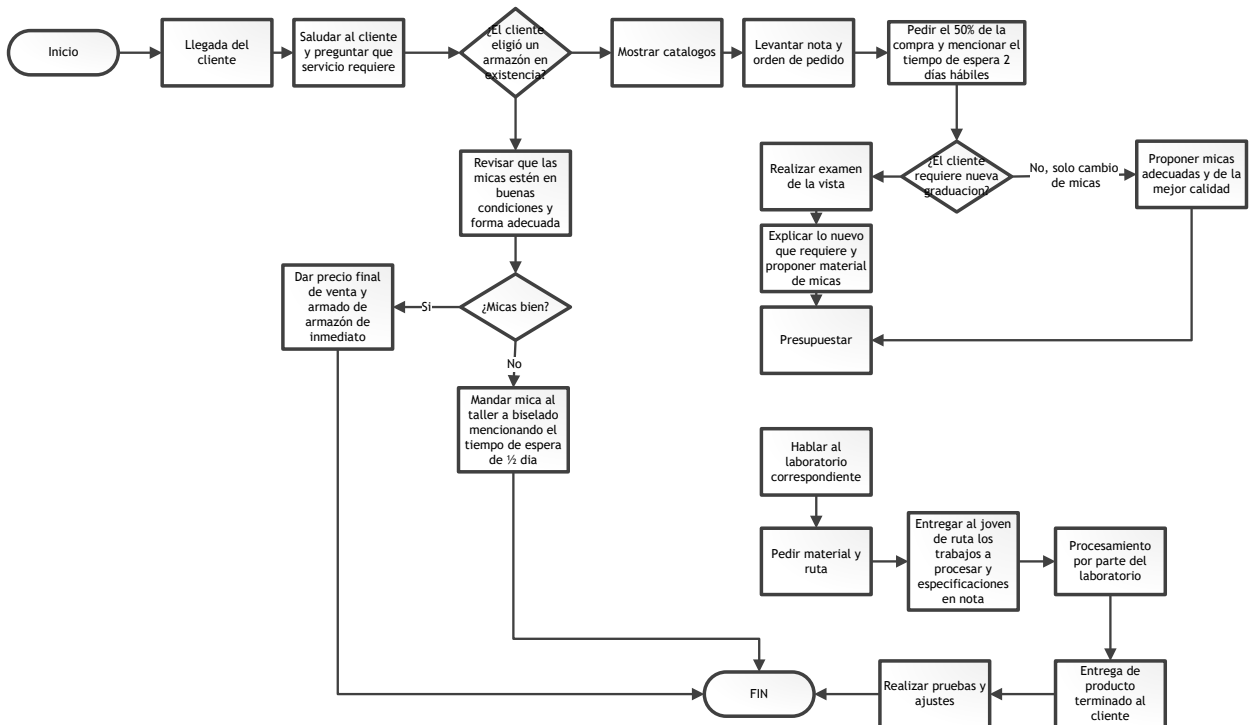 Inicio
Llegada del
cliente
Saludar al cliente
y preguntar que
servicio requiere
¿El cliente
eligió un
armazón en
existencia?
Mostrar catalogos
Levantar nota y
orden de pedido
Pedir el 50% de la
compra y mencionar el
tiempo de espera 2
días hábiles
Revisar que las
micas estén en
buenas
condiciones y
forma adecuada
Realizar examen
de la vista
¿El cliente
requiere nueva
graduacion?
No, solo cambio
de micas
Proponer micas
adecuadas y de la
mejor calidad
Explicar lo nuevo
que requiere y
proponer material
de micas
Dar precio final
de venta y
armado de
armazón de
inmediato
Si
¿Micas bien?
Presupuestar
No
Mandar mica al
taller a biselado
mencionando el
tiempo de espera
de ½ dia
Hablar al
laboratorio
correspondiente
Pedir material y
ruta
Entregar al joven
de ruta los
trabajos a
procesar y
especificaciones
en nota
Procesamiento
por parte del
laboratorio
FIN
Realizar pruebas y
ajustes
Entrega de
producto
terminado al
cliente